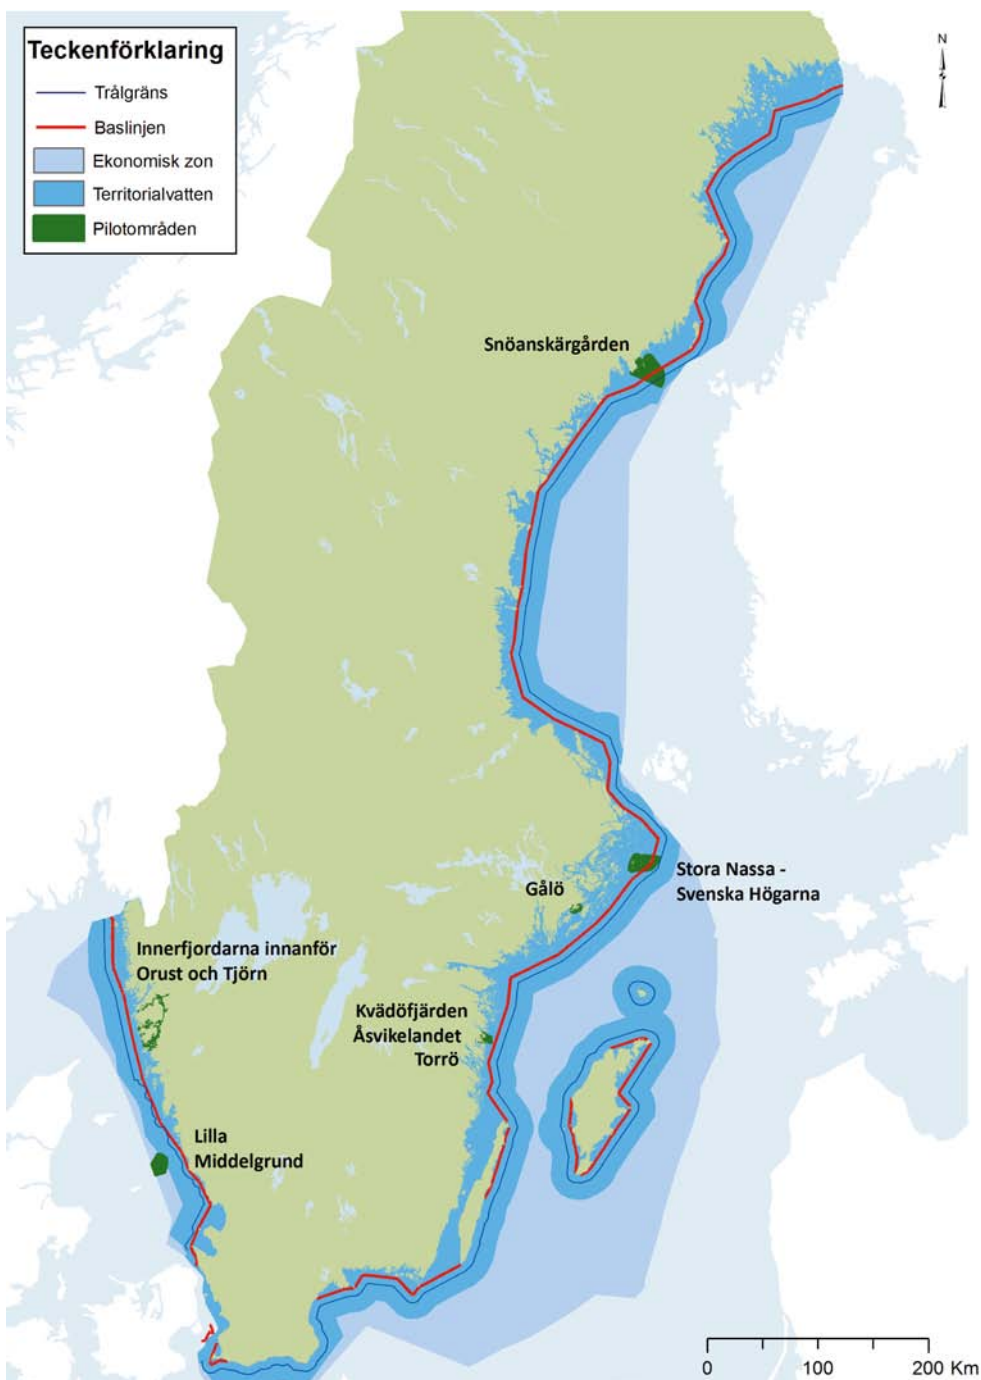 Teckenförklaring
Trålgräns
Baslinjen
Ekonomisk zon
Territorialvatten
Pilotområden
N
Snöanskärgården
Stora Nassa -
Svenska Högarna
Gålö
Innerfjordarna innanför
Orust och Tjörn
Kvädöfjärden
Åsvikelandet
Torrö
Lilla
Middelgrund
0 100 200 Km